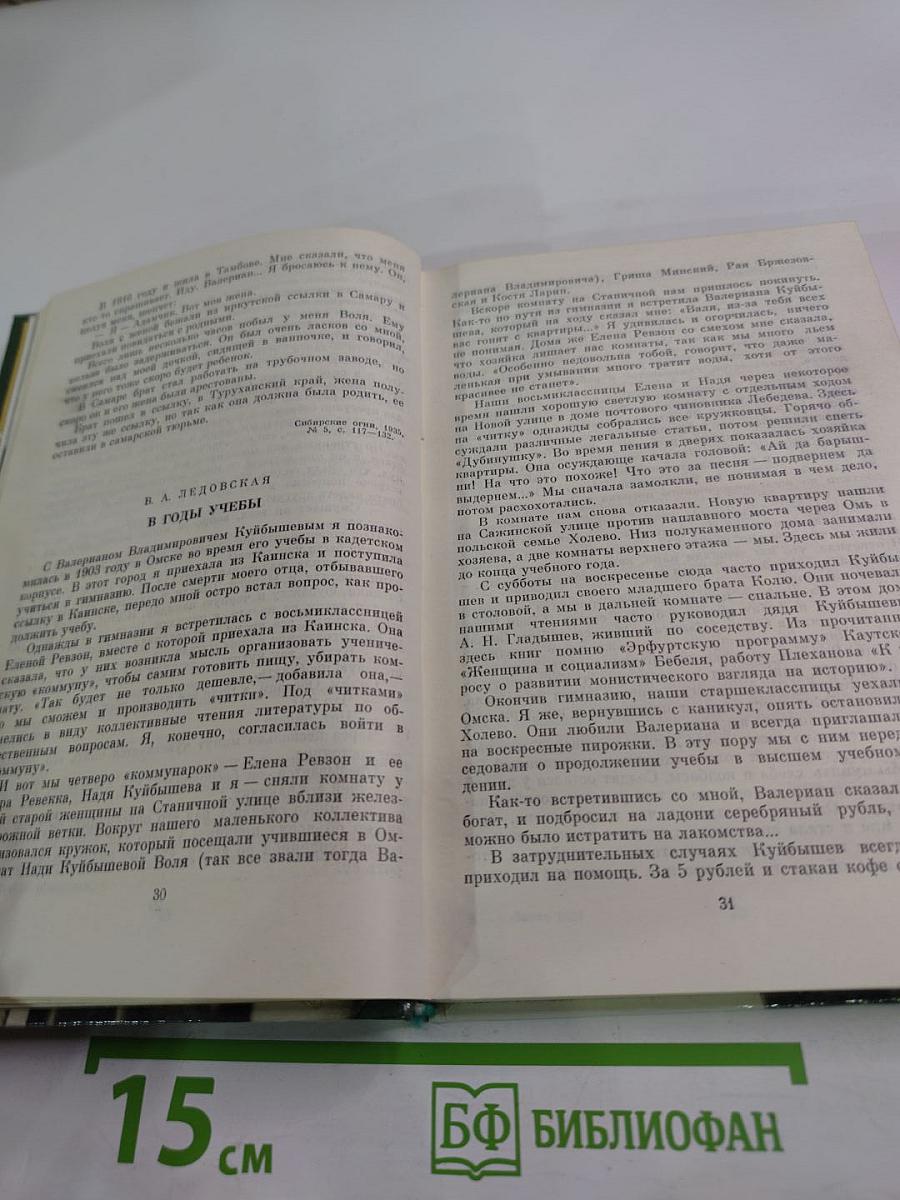 В 1916 году я жила в Тамбове. Мне сказали, что меня
кто-то спрашивает. Иду. Валериан... Я бросаюсь к нему. Он,
целуя меня, шепчет:
— Я — Адамчик. Вот моя жена.
Воля с женой бежали из иркутской ссылки в Самару и
приехали повидаться с родными.
Всего лишь несколько часов побыл у меня Воля. Ему
нельзя было задерживаться. Он был очень ласков со мной,
над моей дочкой, сидящей в ванночке, и говорил,
что у него тоже скоро будет ребенок.
В Самаре брат стал работать на трубочном заводе, но
скоро он и его жена были арестованы.
Брат пошел в ссылку, в Туруханский край, жена полу-
чила эту же ссылку, но так как она должна была родить, ее
оставили в самарской тюрьме.
Сибирские огни, 1935,
№ 5, с. 117—132.
В. А. ЛЕДОВСКАЯ
В ГОДЫ УЧЕБЫ
С Валерианом Владимировичем Куйбышевым я познако-
милась в 1903 году в Омске во время его учебы в кадетском
корпусе. В этот город я приехала из Каинска и поступила
учиться в гимназию. После смерти моего отца, отбывавшего
ссылку в Каинске, передо мной остро встал вопрос, как про-
должить учебу.
Однажды в гимназии я встретилась с восьмиклассницей
Еленой Ревзон, вместе с которой приехала из Каинска. Она
сказала, что у них возникла мысль организовать учениче-
скую «коммуну», чтобы самим готовить пищу, убирать ком-
нату. «Так будет не только дешевле,— добавила она,—
о мы сможем и производить «читки». Под «читками»
мелись в виду коллективные чтения литературы по об-
ественным вопросам. Я, конечно, согласилась войти в
оммуну».
И вот мы четверо «коммунарок» — Елена Ревзон и ее
ра Ревекка, Надя Куйбышева и я — сняли комнату у
й старой женщины на Станичной улице вблизи желез-
рожной ветки. Вокруг нашего маленького коллектива
изовался кружок, который посещали учившиеся в Ом-
ат Нади Куйбышевой Воля (так все звали тогда Ва-
30
лериана Владимировича), Гриша Минский, Рая Бржезов-
ская и Костя Ларин.
Вскоре комнату на Станичной нам пришлось покинуть.
Как-то по пути из гимназии я встретила Валериана Куйбы-
шева, который на ходу сказал мне: «Вали, из-за тебя всех
вас гонят с квартиры...» Я удивилась и огорчилась, ничего
не понимая. Дома же Елена Ревзон со смехом мне сказала,
что хозяйка лишает нас комнаты, так как мы много льем
воды. «Особенно недовольна тобой, говорит, что даже ма-
ленькая при умывании много тратит воды, хотя от этого
красивее не станет».
Наши восьмиклассницы Елена и Надя через некоторое
время нашли хорошую светлую комнату с отдельным ходом
на Новой улице в доме почтового чиновника Лебедева. Здесь
на «читку» однажды собрались все кружковцы. Горячо об-
суждали различные легальные статьи, потом решили спеть
«Дубинушку». Во время пения в дверях показалась хозяйка
квартиры. Она осуждающе качала головой: «Ай да барыш-
ни! На что это похоже! Что это за песня — подвернем да
выдернем...» Мы сначала замолкли, не понимая в чем дело,
потом расхохотались.
В комнате нам снова отказали. Новую квартиру нашли
на Сажинской улице против наплавного моста через Омь в
польской семье Холево. Низ полукаменного дома занимали
хозяева, а две комнаты верхнего этажа — мы. Здесь мы жили
до конца учебного года.
С субботы на воскресенье сюда часто приходил Куйбы
шев и приводил своего младшего брата Колю. Они ночевал
в столовой, а мы в дальней комнате — спальне. В этом дом
нашими чтениями часто руководил дядя Куйбышев
А. Н. Гладышев, живший по соседству. Из прочитанн
здесь книг помню «Эрфуртскую программу» Каутско
«Женщина и социализм» Бебеля, работу Плеханова «К
росу о развитии монистического взгляда на историю».
Окончив гимназию, наши старшеклассницы уехал
Омска. Я же, вернувшись с каникул, опять остановил
Холево. Они любили Валериана и всегда приглашал
на воскресные пирожки. В эту пору мы с ним перед
седовали о продолжении учебы в высшем учебном
дении.
Как-то встретившись со мной, Валериан сказал
богат, и подбросил на ладони серебряный рубль,
можно было истратить на лакомства...
В затруднительных случаях Куйбышев всегд
приходил на помощь. За 5 рублей и стакан кофе с
31
15 см
БФ БИБЛИОФАН